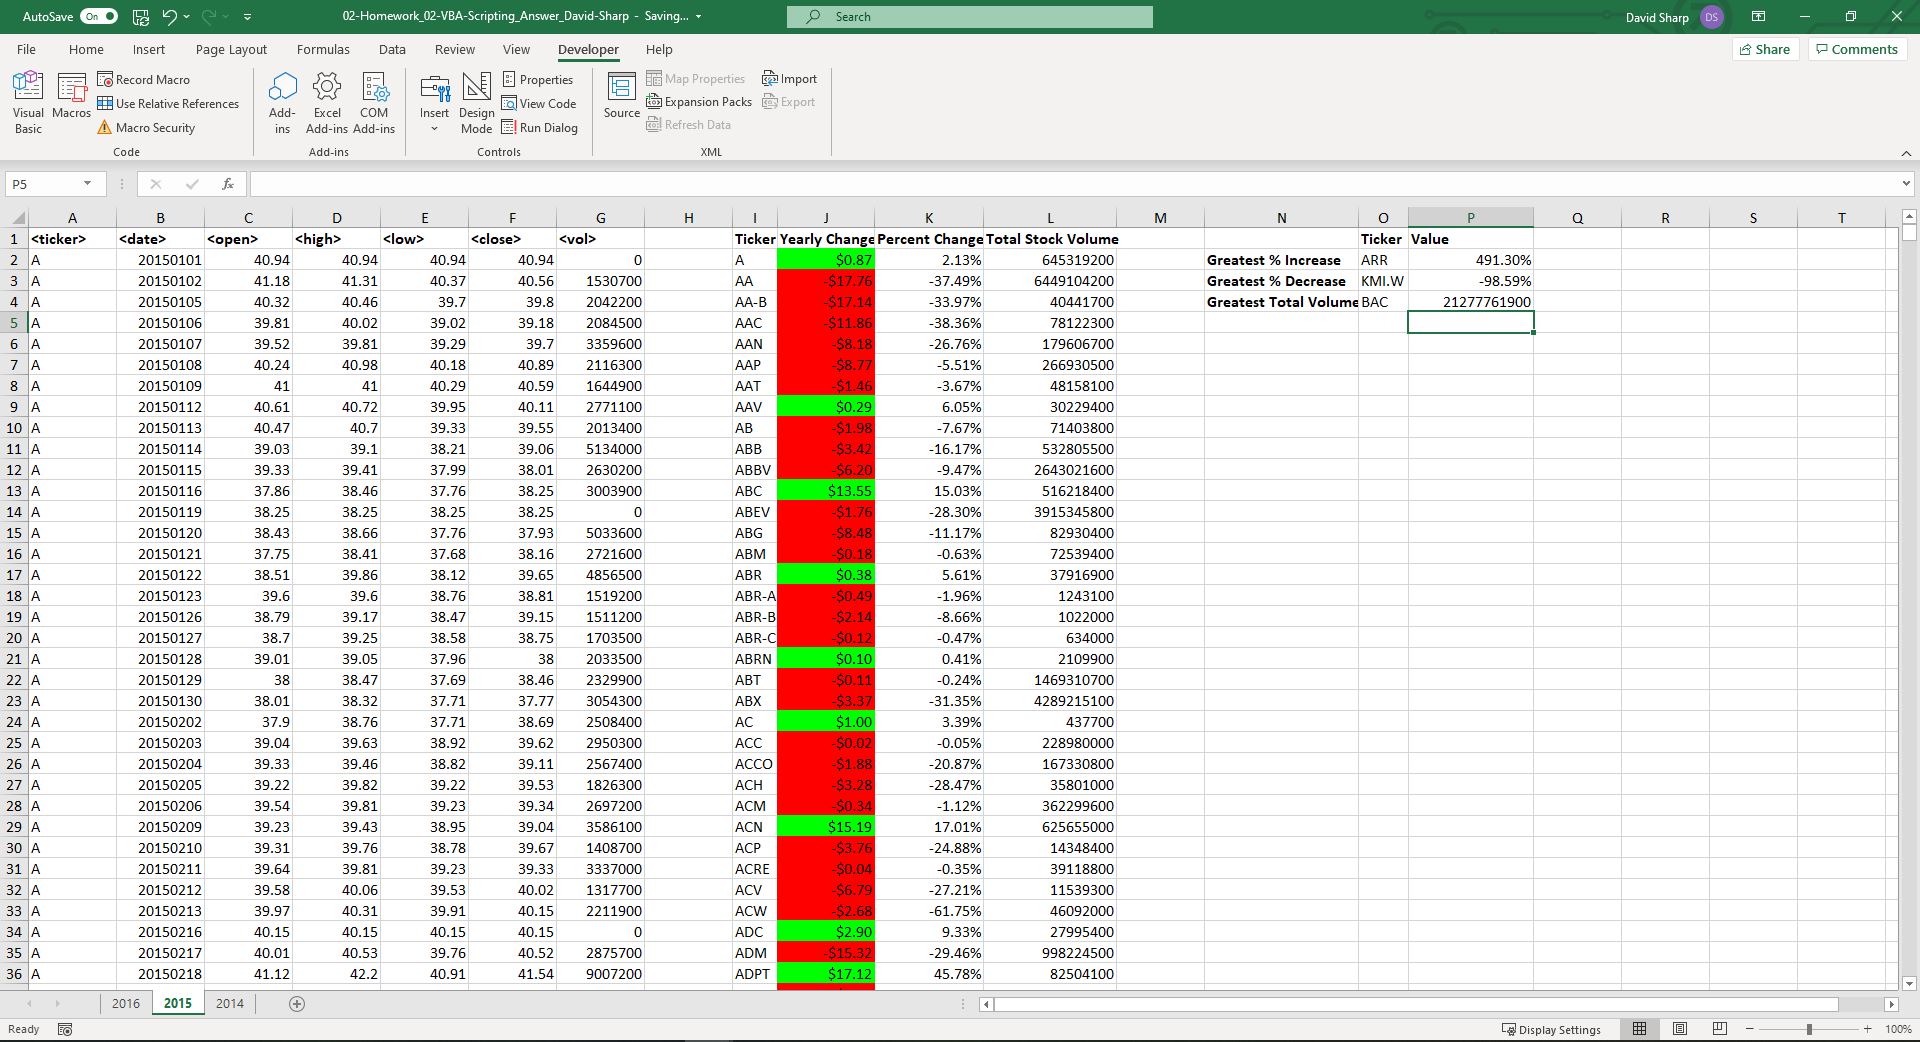 AutoSave On 02-Homework_02-VBA-Scripting_Answer_David-Sharp - Saving... Search David Sharp DS
File Home Insert Page Layout Formulas Data Review View Developer Help Share Comments
Visual Basic Macros Record Macro Use Relative References Macro Security Add-ins Excel Add-ins COM Add-ins Insert Design Mode Properties View Code Run Dialog Source Map Properties Expansion Packs Refresh Data Import Export
Code Add-ins Controls XML
P5 fx
A B C D E F G H I J K L M N O P Q R S T
1 <ticker> <date> <open> <high> <low> <close> <vol> Ticker Yearly Change Percent Change Total Stock Volume Ticker Value
2 A 20150101 40.94 40.94 40.94 40.94 0 A $0.87 2.13% 645319200 Greatest % Increase ARR 491.30%
3 A 20150102 41.18 41.31 40.37 40.56 1530700 AA -$17.76 -37.49% 6449104200 Greatest % Decrease KMI.W -98.59%
4 A 20150105 40.32 40.46 39.7 39.8 2042200 AA-B -$17.14 -33.97% 40441700 Greatest Total Volume BAC 21277761900
5 A 20150106 39.81 40.02 39.02 39.18 2084500 AAC -$11.86 -38.36% 78122300
6 A 20150107 39.52 39.81 39.29 39.7 3359600 AAN -$8.18 -26.76% 179606700
7 A 20150108 40.24 40.98 40.18 40.89 2116300 AAP -$8.77 -5.51% 266930500
8 A 20150109 41 41 40.29 40.59 1644900 AAT -$1.46 -3.67% 48158100
9 A 20150112 40.61 40.72 39.95 40.11 2771100 AAV $0.29 6.05% 30229400
10 A 20150113 40.47 40.7 39.33 39.55 2013400 AB -$1.98 -7.67% 71403800
11 A 20150114 39.03 39.1 38.21 39.06 5134000 ABB -$3.42 -16.17% 532805500
12 A 20150115 39.33 39.41 37.99 38.01 2630200 ABBV -$6.20 -9.47% 2643021600
13 A 20150116 37.86 38.46 37.76 38.25 3003900 ABC $13.55 15.03% 516218400
14 A 20150119 38.25 38.25 38.25 38.25 0 ABEV -$1.76 -28.30% 3915345800
15 A 20150120 38.43 38.66 37.76 37.93 5033600 ABG -$8.48 -11.17% 82930400
16 A 20150121 37.75 38.41 37.68 38.16 2721600 ABM -$0.18 -0.63% 72539400
17 A 20150122 38.51 39.86 38.12 39.65 4856500 ABR $0.38 5.61% 37916900
18 A 20150123 39.6 39.6 38.76 38.81 1519200 ABR-A -$0.49 -1.96% 1243100
19 A 20150126 38.79 39.17 38.47 39.15 1511200 ABR-B -$2.14 -8.66% 1022000
20 A 20150127 38.7 39.25 38.58 38.75 1703500 ABR-C -$0.12 -0.47% 634000
21 A 20150128 39.01 39.05 37.96 38 2033500 ABRN $0.10 0.41% 2109900
22 A 20150129 38 38.47 37.69 38.46 2329900 ABT -$0.11 -0.24% 1469310700
23 A 20150130 38.01 38.32 37.71 37.77 3054300 ABX -$3.37 -31.35% 4289215100
24 A 20150202 37.9 38.76 37.71 38.69 2508400 AC $1.00 3.39% 437700
25 A 20150203 39.04 39.63 38.92 39.62 2950300 ACC -$0.02 -0.05% 228980000
26 A 20150204 39.33 39.46 38.82 39.11 2567400 ACCO -$1.88 -20.87% 167330800
27 A 20150205 39.22 39.82 39.22 39.53 1826300 ACH -$3.28 -28.47% 35801000
28 A 20150206 39.54 39.81 39.23 39.34 2697200 ACM -$0.34 -1.12% 362299600
29 A 20150209 39.23 39.43 38.95 39.04 3586100 ACN $15.19 17.01% 625655000
30 A 20150210 39.31 39.76 38.78 39.67 1408700 ACP -$3.76 -24.88% 14348400
31 A 20150211 39.64 39.81 39.23 39.33 3337000 ACRE -$0.04 -0.35% 39118800
32 A 20150212 39.58 40.06 39.53 40.02 1317700 ACV -$6.79 -27.21% 11539300
33 A 20150213 39.97 40.31 39.91 40.15 2211900 ACW -$2.68 -61.75% 46092000
34 A 20150216 40.15 40.15 40.15 40.15 0 ADC $2.90 9.33% 27995400
35 A 20150217 40.01 40.53 39.76 40.52 2875700 ADM -$15.32 -29.46% 998224500
36 A 20150218 41.12 42.2 40.91 41.54 9007200 ADPT $17.12 45.78% 82504100
2016 2015 2014
Ready Display Settings 100%